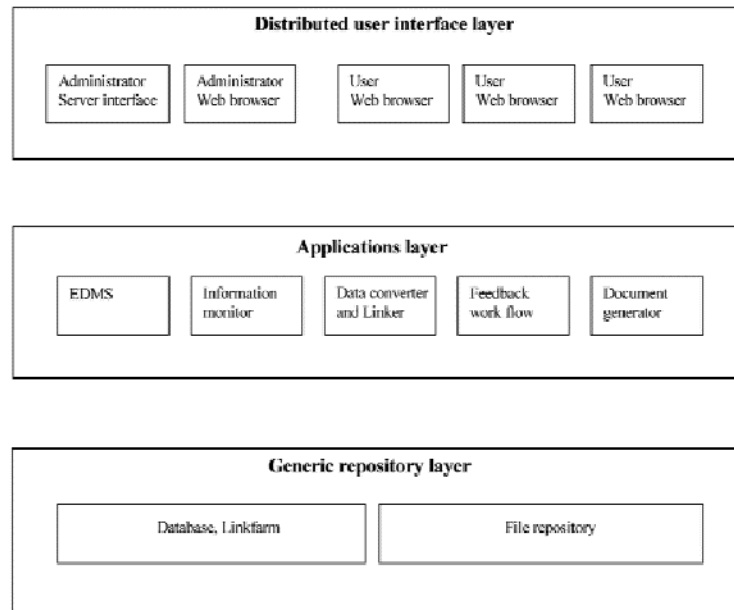 Distributed user interface layer
Administrator
Server interface
Administrator
Web browser
User
Web browser
User
Web browser
User
Web browser
Applications layer
EDMS
Information
monitor
Data converter
and Linker
Feedback
work flow
Document
generator
Generic repository layer
Database, Linkfarm
File repository